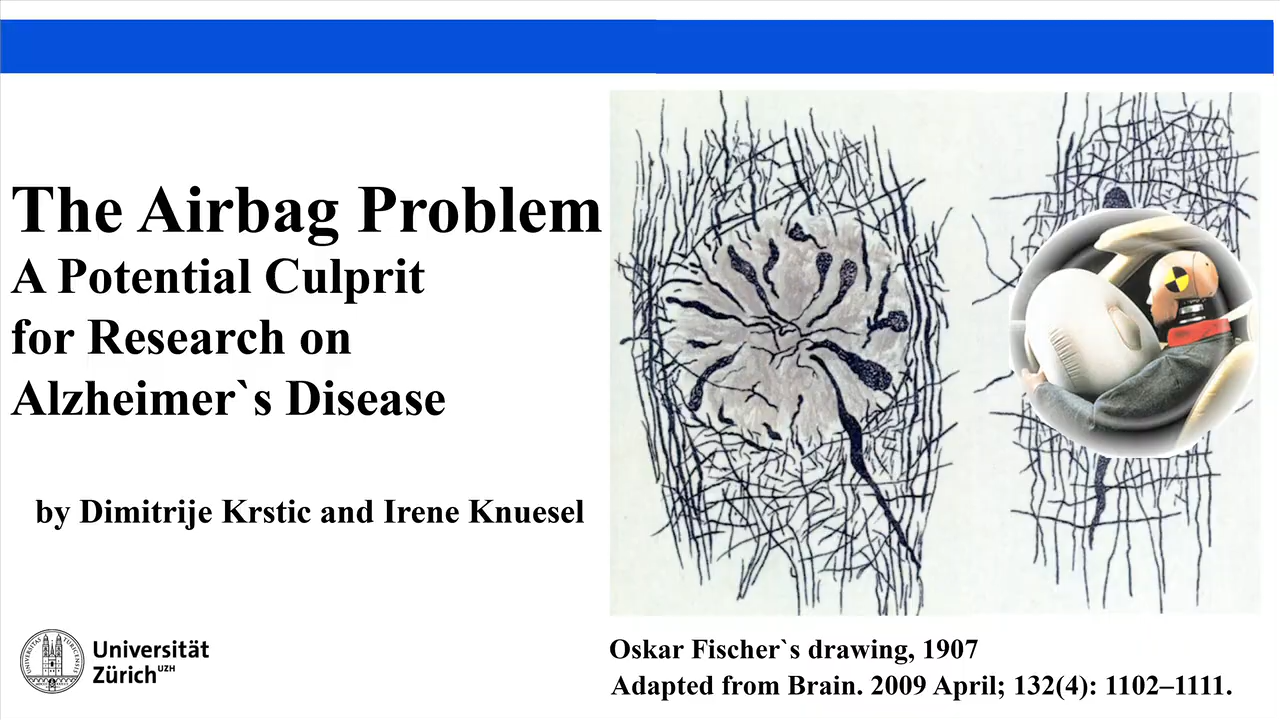 The Airbag Problem
A Potential Culprit
for Research on
Alzheimer`s Disease
by Dimitrije Krstic and Irene Knuesel
Universität
Zürich UZH
Oskar Fischer`s drawing, 1907
Adapted from Brain. 2009 April; 132(4): 1102–1111.